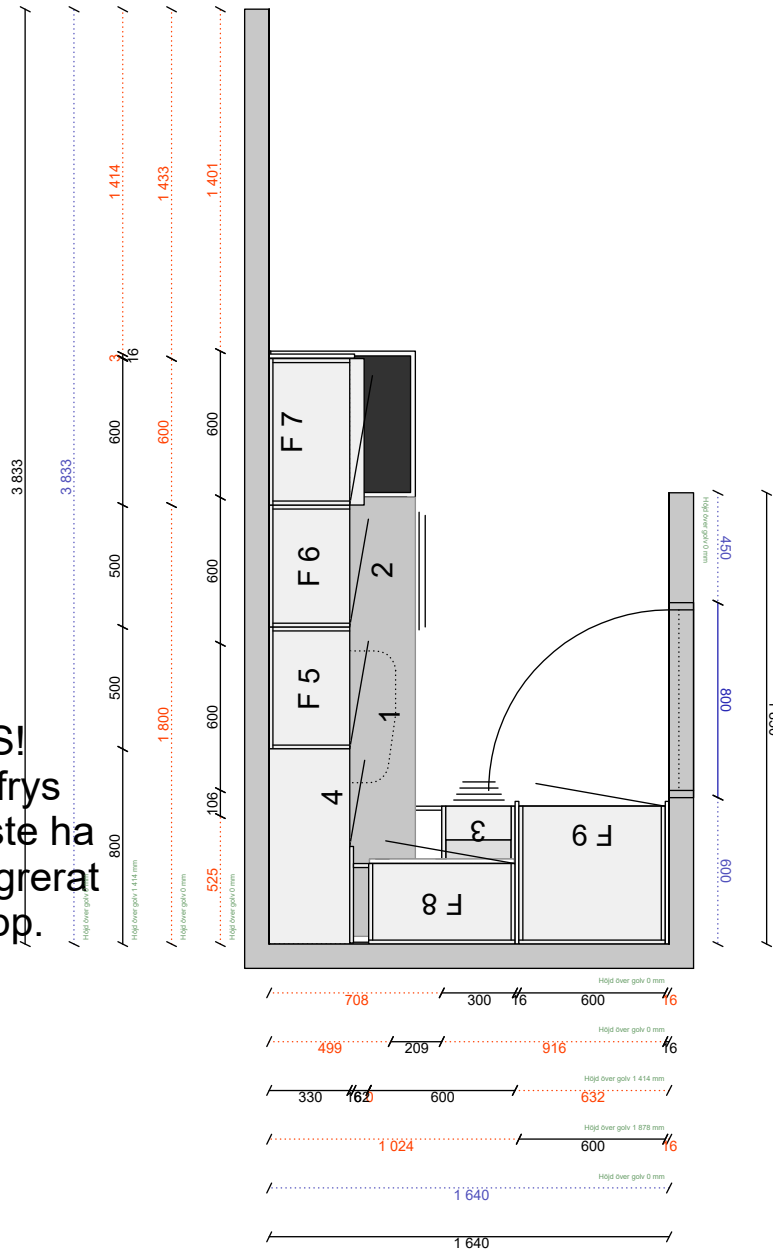 3 833
3 833
1 414
3
16
600
500
500
800
1 433
600
1 800
1 401
600
600
600
106
525
S!
frys
ste ha
grerat
op.
Höjd över golv 1 414 mm
Höjd över golv 0 mm
Höjd över golv 0 mm
F 7
F 6
F 5
4
2
1
3
F 8
F 9
Höjd över golv 0 mm
450
800
600
Höjd över golv 0 mm
708 300 16 600 16
Höjd över golv 0 mm
499 209 916 16
Höjd över golv 1 414 mm
330 600 632
Höjd över golv 1 878 mm
1 024 600 16
Höjd över golv 0 mm
1 640
1 640